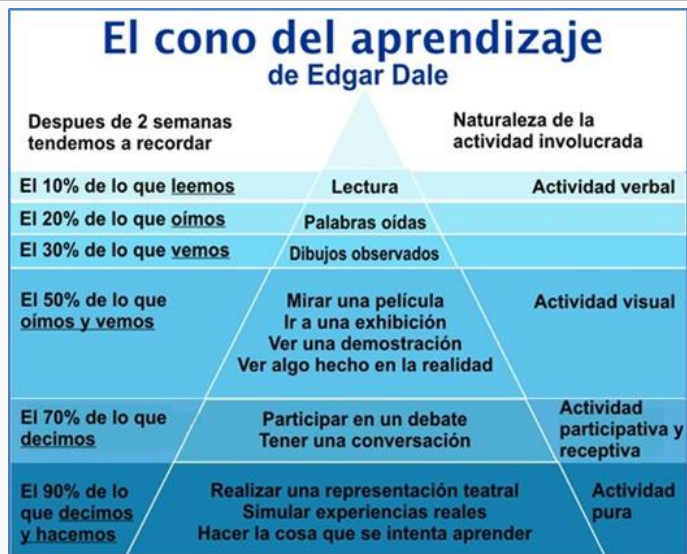 El cono del aprendizaje
de Edgar Dale
Despues de 2 semanas
tendemos a recordar
Naturaleza de la
actividad involucrada
El 10% de lo que leemos
Lectura
Actividad verbal
El 20% de lo que oímos
Palabras oídas
El 30% de lo que vemos
Dibujos observados
El 50% de lo que
oímos y vemos
Mirar una película
Ir a una exhibición
Ver una demostración
Ver algo hecho en la realidad
Actividad visual
El 70% de lo que
decimos
Participar en un debate
Tener una conversación
Actividad
participativa y
receptiva
El 90% de lo
que decimos
y hacemos
Realizar una representación teatral
Simular experiencias reales
Hacer la cosa que se intenta aprender
Actividad
pura